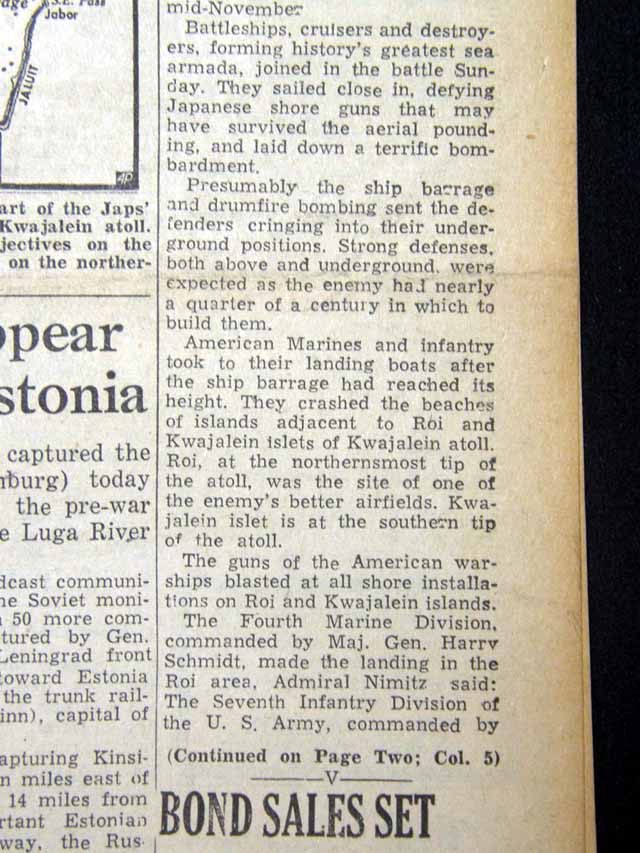 S.E. Pass
Jabor
JALUIT
AP
art of the Japs'
Kwajalein atoll.
jectives on the
on the norther-
ppear
stonia
captured the
nburg) today
the pre-war
e Luga River
dcast communi-
ne Soviet moni-
50 more com-
tured by Gen.
Leningrad front
toward Estonia
the trunk rail-
inn), capital of
apturing Kinsi-
n miles east of
14 miles from
rtant Estonian
way, the Rus-
mid-November
Battleships, cruisers and destroy-
ers, forming history's greatest sea
armada, joined in the battle Sun-
day. They sailed close in, defying
Japanese shore guns that may
have survived the aerial pound-
ing, and laid down a terrific bom-
bardment.
Presumably the ship barrage
and drumfire bombing sent the de-
fenders cringing into their under-
ground positions. Strong defenses,
both above and underground, were
expected as the enemy had nearly
a quarter of a century in which to
build them.
American Marines and infantry
took to their landing boats after
the ship barrage had reached its
height. They crashed the beaches
of islands adjacent to Roi and
Kwajalein islets of Kwajalein atoll.
Roi, at the northernsmost tip of
the atoll, was the site of one of
the enemy's better airfields. Kwa-
jalein islet is at the southern tip
of the atoll.
The guns of the American war-
ships blasted at all shore installa-
tions on Roi and Kwajalein islands.
The Fourth Marine Division,
commanded by Maj. Gen. Harry
Schmidt, made the landing in the
Roi area, Admiral Nimitz said:
The Seventh Infantry Division of
the U. S. Army, commanded by
(Continued on Page Two; Col. 5)
V
BOND SALES SET